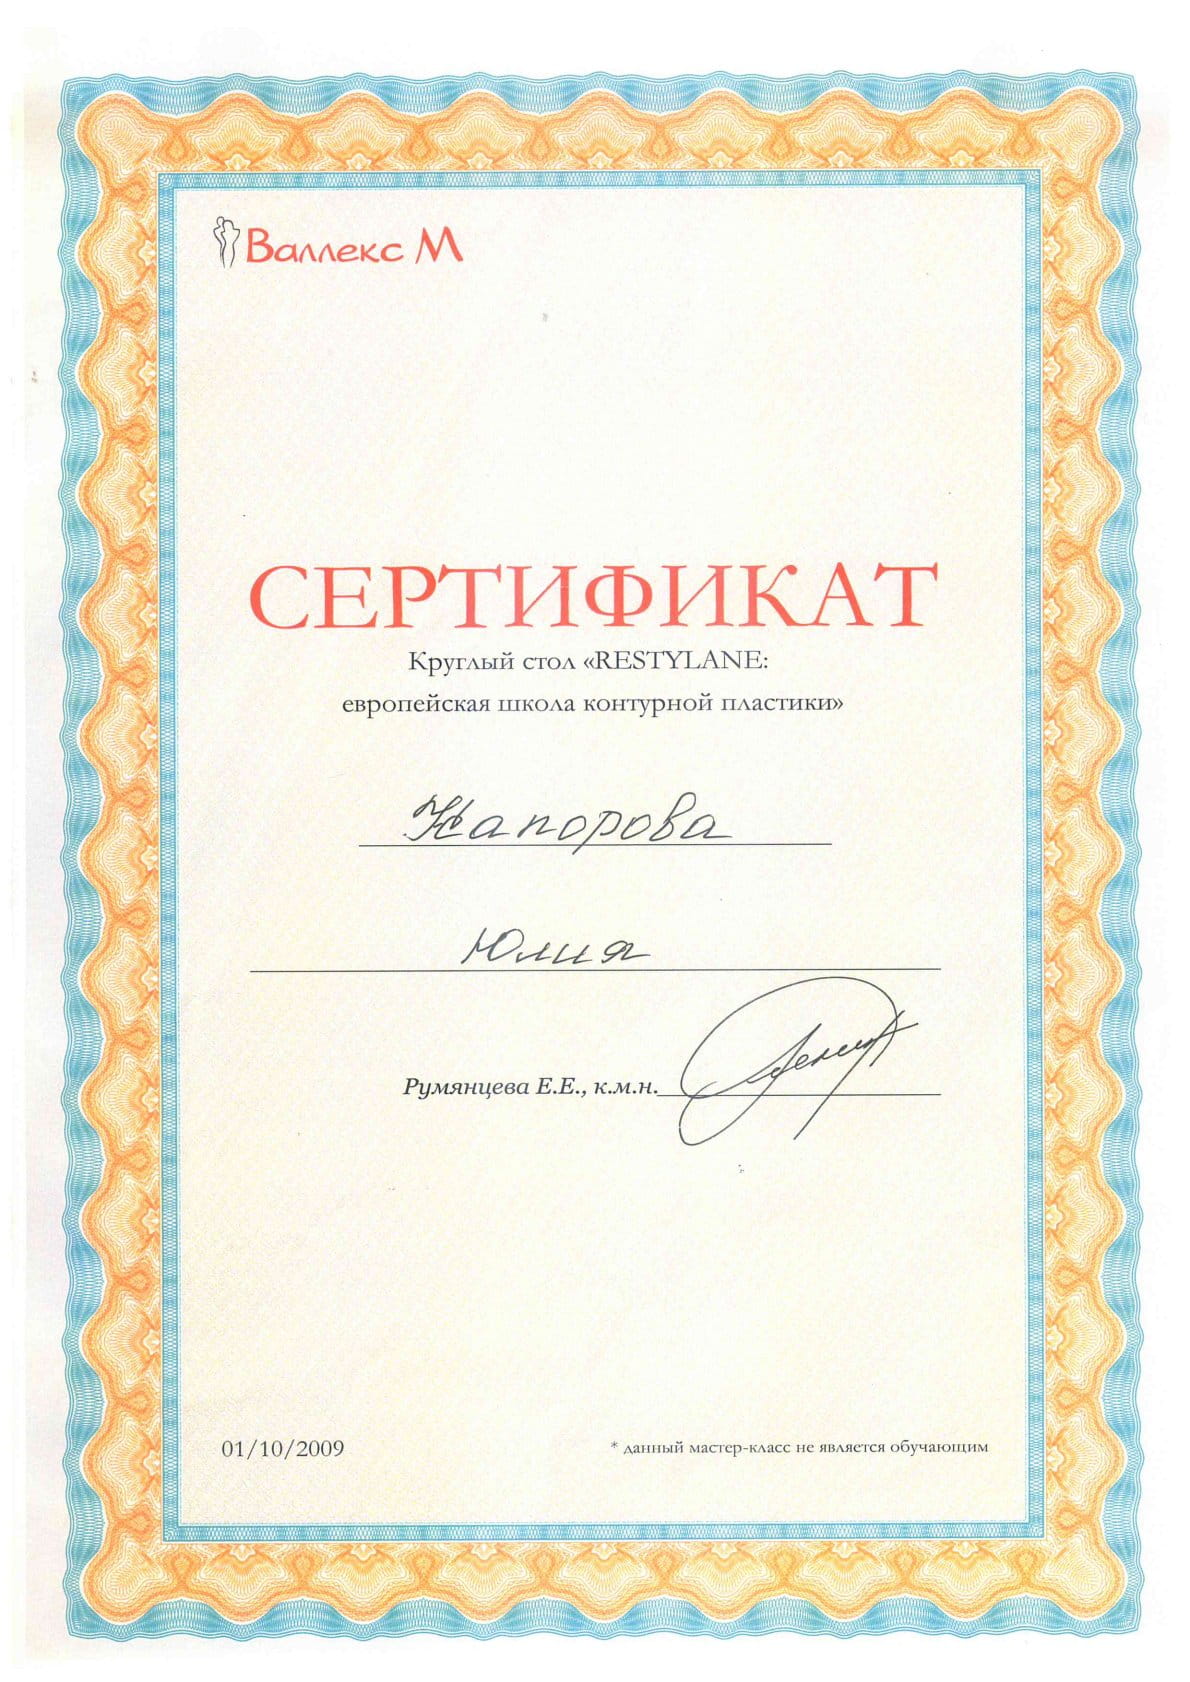 Валлекс М
СЕРТИФИКАТ
Круглый стол «RESTYLANE:
европейская школа контурной пластики»
Капорова
Юлия
Румянцева Е.Е., к.м.н.
01/10/2009
* данный мастер-класс не является обучающим